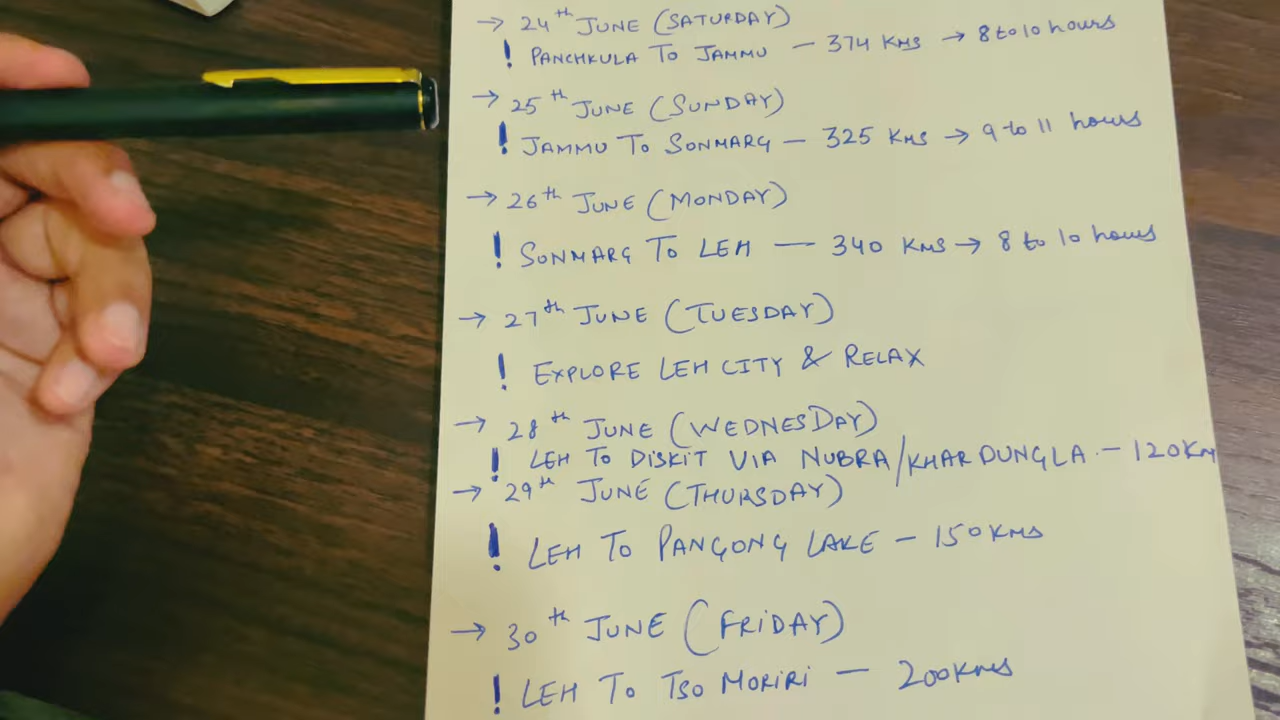 → 24th JUNE (SATURDAY)
! PANCHKULA TO JAMMU — 374 KMS → 8 to 10 hours
→ 25th JUNE (SUNDAY)
! JAMMU TO SONMARG — 325 KMS → 9 to 11 hours
→ 26th JUNE (MONDAY)
! SONMARG TO LEH — 340 KMS → 8 to 10 hours
→ 27th JUNE (TUESDAY)
! EXPLORE LEH CITY & RELAX
→ 28th JUNE (WEDNESDAY)
! LEH TO DISKIT VIA NUBRA/KHARDUNGLA - 120KM
→ 29th JUNE (THURSDAY)
! LEH TO PANGONG LAKE - 150KMS
→ 30th JUNE (FRIDAY)
! LEH TO TSO MORIRI — 200KMS